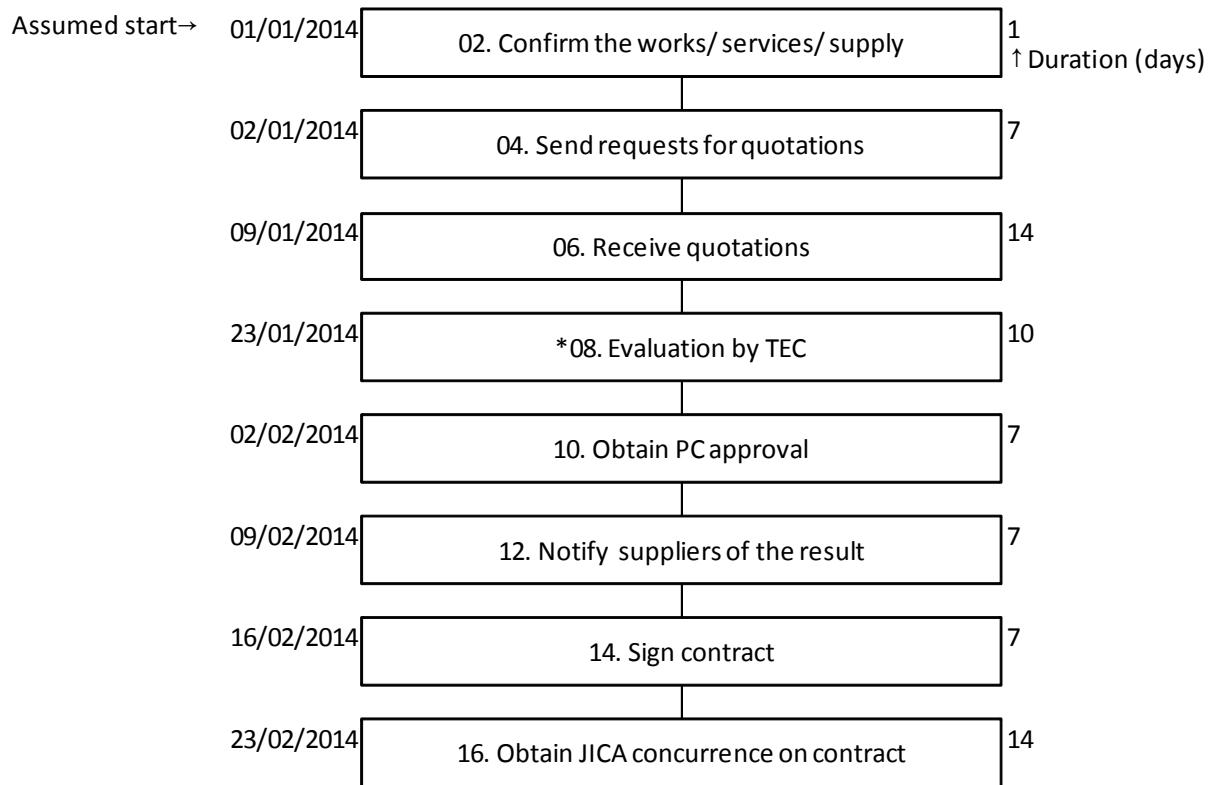 Assumed start→ 01/01/2014 02. Confirm the works/ services/ supply 1
↑ Duration (days)
02/01/2014 04. Send requests for quotations 7
09/01/2014 06. Receive quotations 14
23/01/2014 *08. Evaluation by TEC 10
02/02/2014 10. Obtain PC approval 7
09/02/2014 12. Notify suppliers of the result 7
16/02/2014 14. Sign contract 7
23/02/2014 16. Obtain JICA concurrence on contract 14